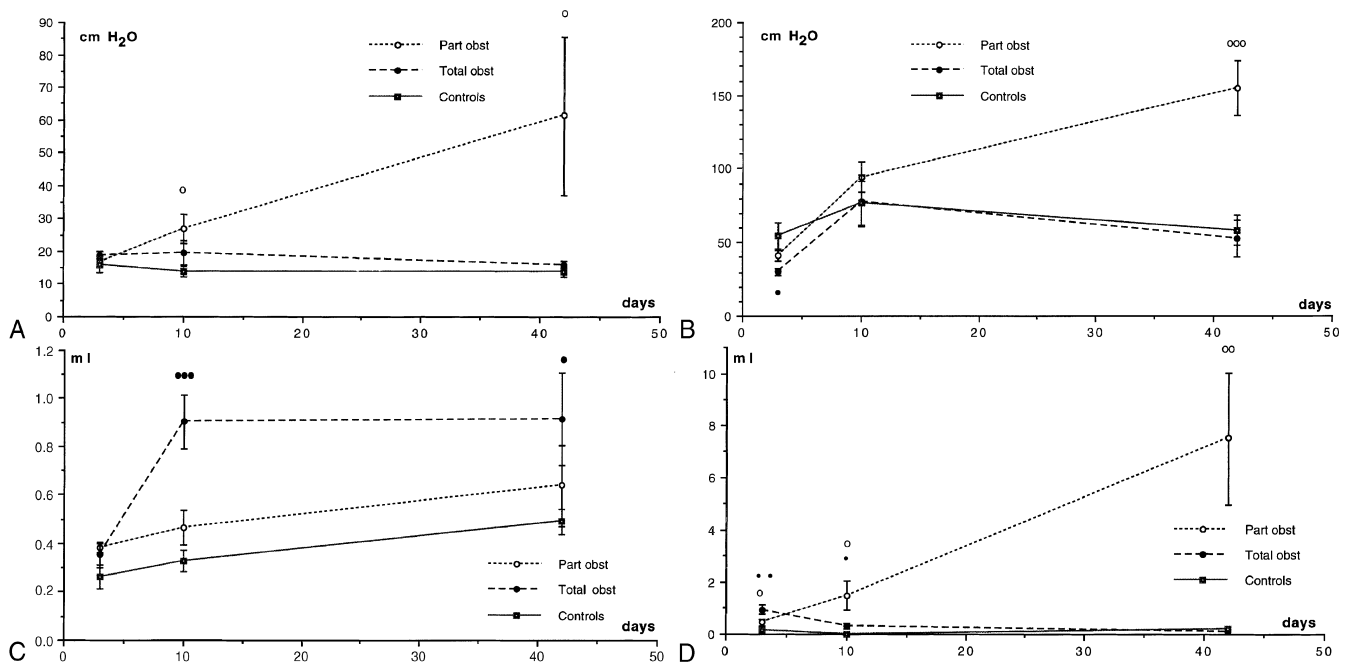 90
cm H2O
80
70
60
50
40
30
20
10
0
0 10 20 30 40 50
days
Part obst
Total obst
Controls
A
200
cm H2O
150
100
50
0
0 10 20 30 40 50
days
Part obst
Total obst
Controls
B
1.2
ml
1.0
0.8
0.6
0.4
0.2
0.0
0 10 20 30 40 50
days
Part obst
Total obst
Controls
C
ml
10
8
6
4
2
0
0 10 20 30 40 50
days
Part obst
Total obst
Controls
D